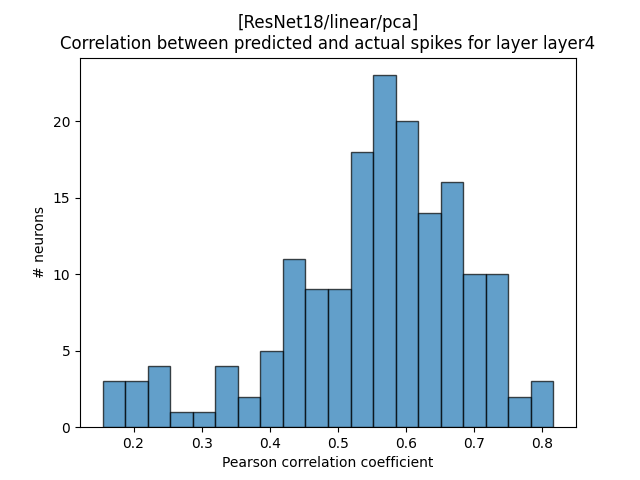 [ResNet18/linear/pca]
Correlation between predicted and actual spikes for layer layer4
20
15
10
5
0
# neurons
0.2 0.3 0.4 0.5 0.6 0.7 0.8
Pearson correlation coefficient